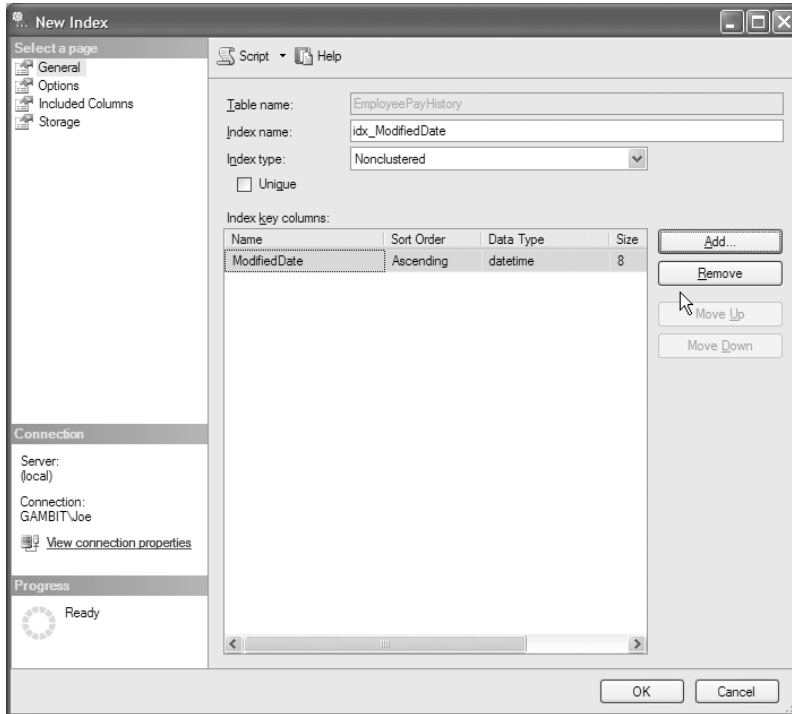 New Index
Select a page
General
Options
Included Columns
Storage
Script Help
Table name: EmployeePayHistory
Index name: idx_ModifiedDate
Index type: Nonclustered
Unique
Index key columns:
Name Sort Order Data Type Size
ModifiedDate Ascending datetime 8
Add...
Remove
Move Up
Move Down
Connection
Server:
(local)
Connection:
GAMBIT\Joe
View connection properties
Progress
Ready
OK Cancel